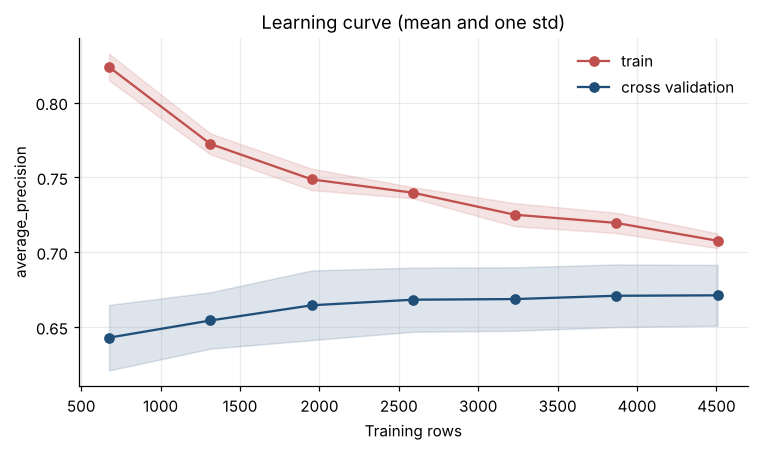 Learning curve (mean and one std)
train
cross validation
average_precision
0.80
0.75
0.70
0.65
500 1000 1500 2000 2500 3000 3500 4000 4500
Training rows